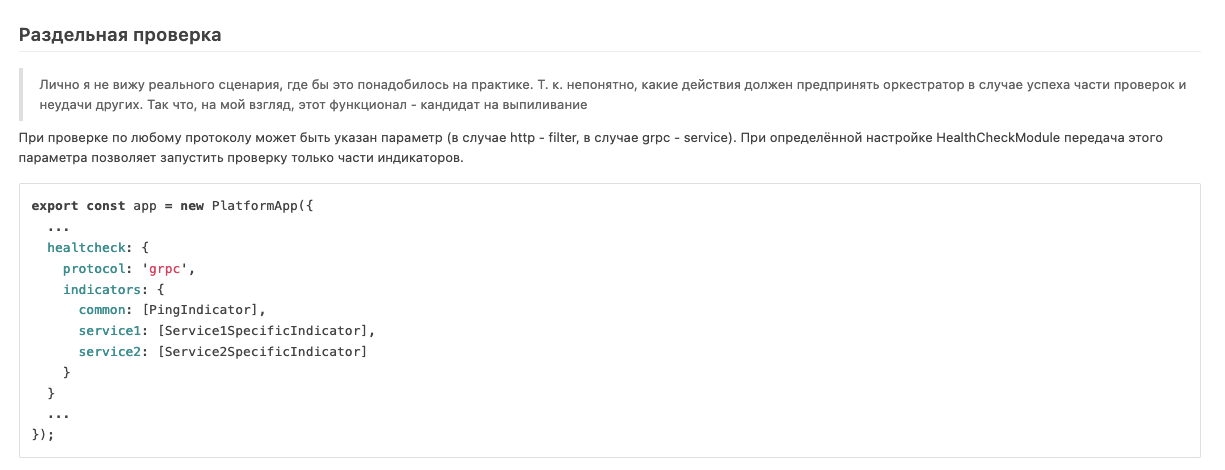 Раздельная проверка
Лично я не вижу реального сценария, где бы это понадобилось на практике. Т. к. непонятно, какие действия должен предпринять оркестратор в случае успеха части проверок и
неудачи других. Так что, на мой взгляд, этот функционал - кандидат на выпиливание
При проверке по любому протоколу может быть указан параметр (в случае http - filter, в случае grpc - service). При определённой настройке HealthCheckModule передача этого
параметра позволяет запустить проверку только части индикаторов.
export const app = new PlatformApp({
  ...
  healtcheck: {
    protocol: 'grpc',
    indicators: {
      common: [PingIndicator],
      service1: [Service1SpecificIndicator],
      service2: [Service2SpecificIndicator]
    }
  }
  ...
});